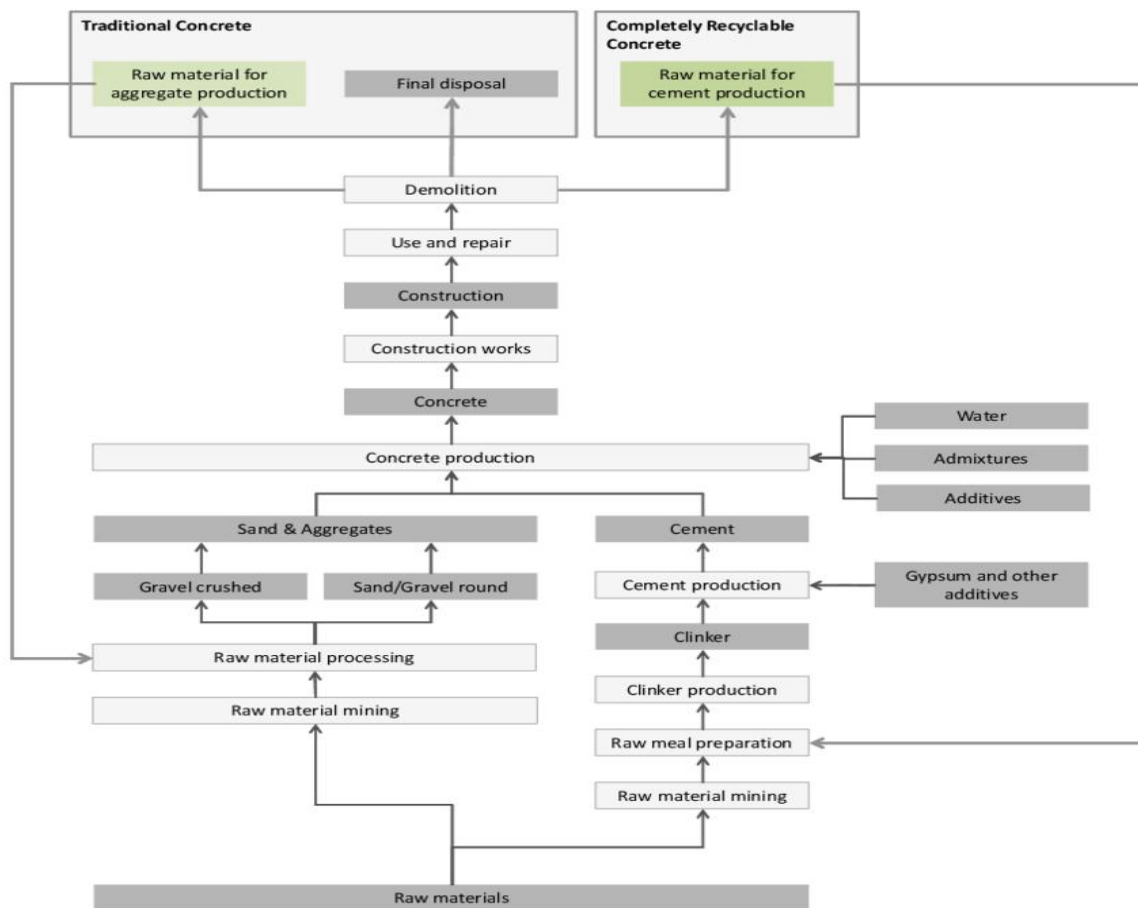 Traditional Concrete
Completely Recyclable
Concrete
Raw material for
aggregate production
Final disposal
Raw material for
cement production
Demolition
Use and repair
Construction
Construction works
Concrete
Water
Concrete production
Admixtures
Additives
Sand & Aggregates
Cement
Gravel crushed
Sand/Gravel round
Cement production
Gypsum and other
additives
Clinker
Raw material processing
Clinker production
Raw material mining
Raw meal preparation
Raw material mining
Raw materials